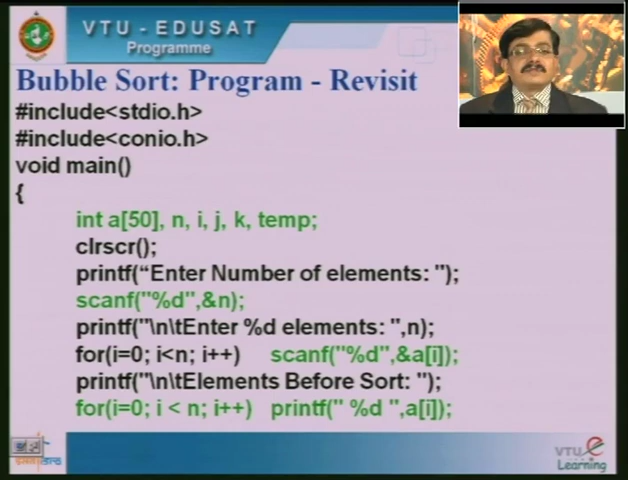 VTU - EDUSAT
Programme
Bubble Sort: Program - Revisit
#include<stdio.h>
#include<conio.h>
void main()
{
int a[50], n, i, j, k, temp;
clrscr();
printf(“Enter Number of elements: ");
scanf("%d",&n);
printf("\n\tEnter %d elements: ",n);
for(i=0; i<n; i++) scanf("%d",&a[i]);
printf("\n\tElements Before Sort: ");
for(i=0; i < n; i++) printf(" %d ",a[i]);
VTU e
Learning